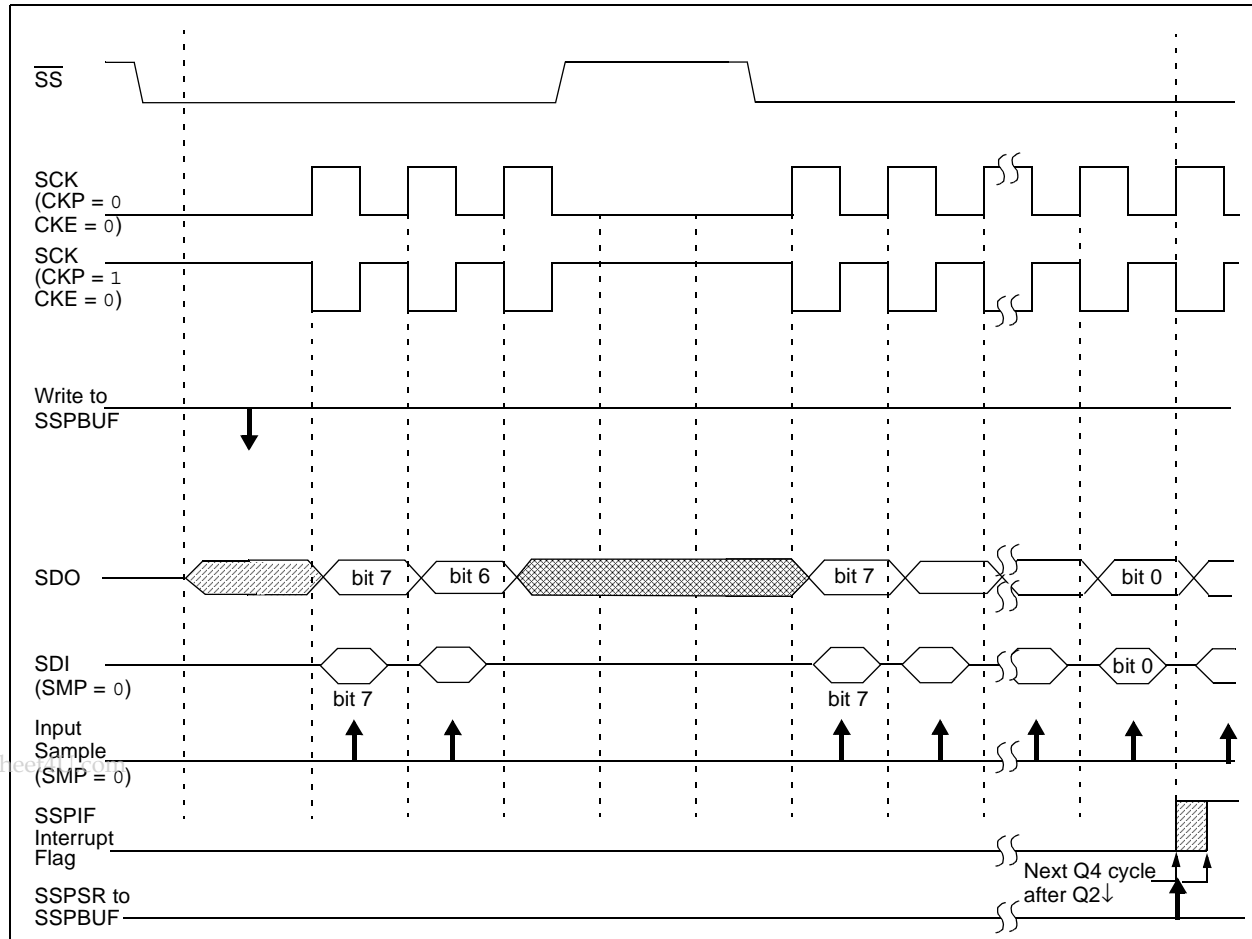 SS
SCK
(CKP = 0
CKE = 0)
SCK
(CKP = 1
CKE = 0)
Write to
SSPBUF
SDO
bit 7
bit 6
bit 7
bit 0
SDI
(SMP = 0)
bit 7
bit 7
bit 0
Input
Sample
(SMP = 0)
SSPIF
Interrupt
Flag
Next Q4 cycle
after Q2↓
SSPSR to
SSPBUF